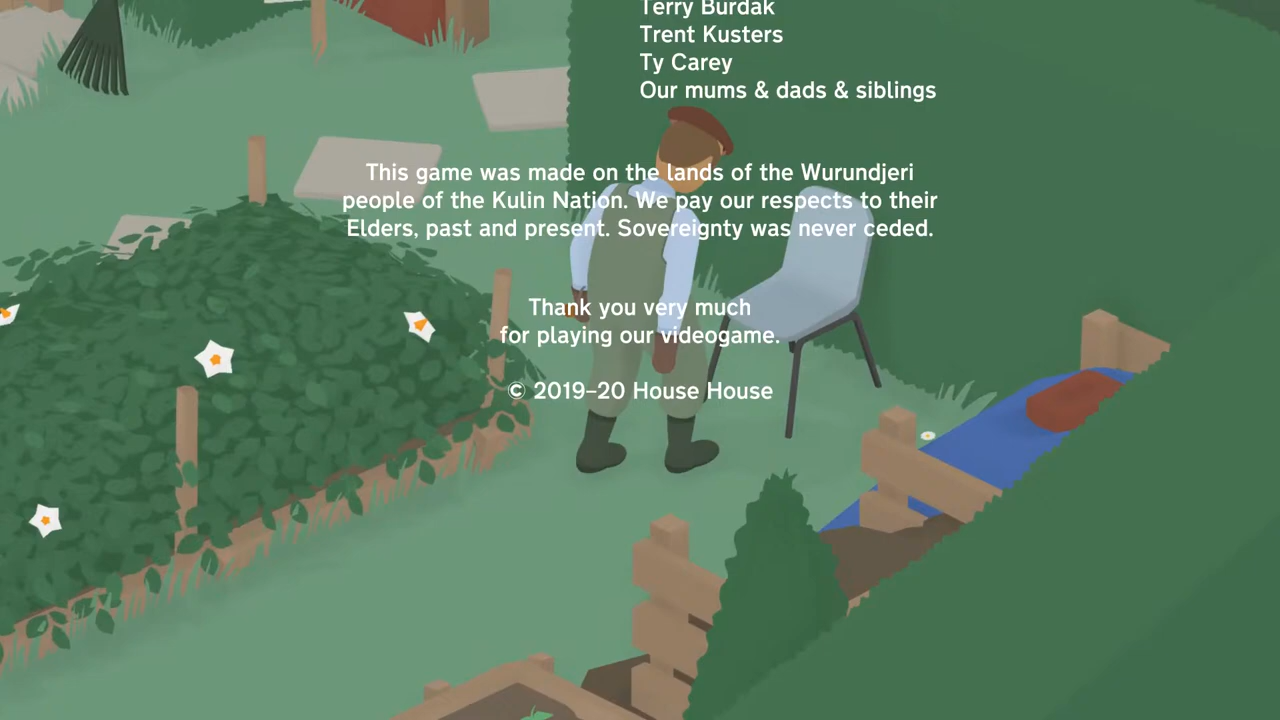 Terry Burdak
Trent Kusters
Ty Carey
Our mums & dads & siblings
This game was made on the lands of the Wurundjeri
people of the Kulin Nation. We pay our respects to their
Elders, past and present. Sovereignty was never ceded.
Thank you very much
for playing our videogame.
© 2019–20 House House